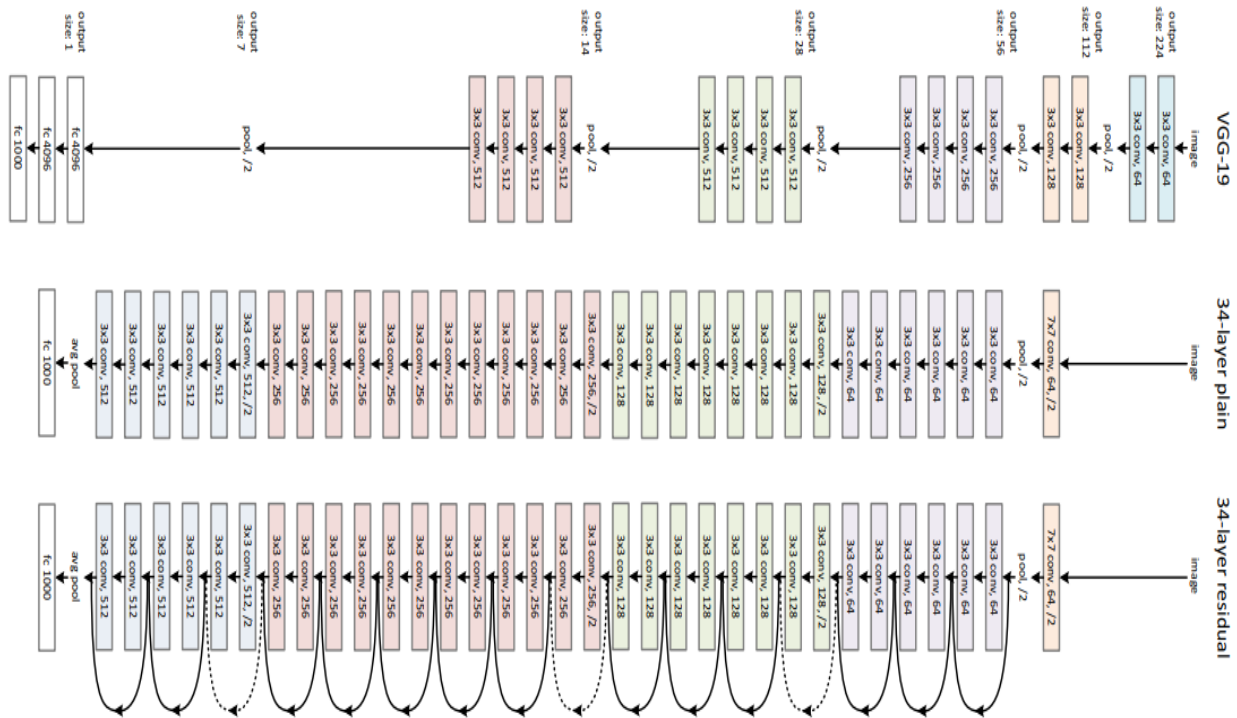 output
size: 224
output
size: 112
output
size: 56
output
size: 28
output
size: 14
output
size: 7
output
size: 1
VGG-19
image
3x3 conv, 64
3x3 conv, 64
pool, /2
3x3 conv, 128
3x3 conv, 128
pool, /2
3x3 conv, 256
3x3 conv, 256
3x3 conv, 256
3x3 conv, 256
pool, /2
3x3 conv, 512
3x3 conv, 512
3x3 conv, 512
3x3 conv, 512
pool, /2
3x3 conv, 512
3x3 conv, 512
3x3 conv, 512
3x3 conv, 512
pool, /2
fc 4096
fc 4096
fc 1000
34-layer plain
image
7x7 conv, 64, /2
pool, /2
3x3 conv, 64
3x3 conv, 64
3x3 conv, 64
3x3 conv, 64
3x3 conv, 64
3x3 conv, 64
3x3 conv, 128, /2
3x3 conv, 128
3x3 conv, 128
3x3 conv, 128
3x3 conv, 128
3x3 conv, 128
3x3 conv, 128
3x3 conv, 128
3x3 conv, 256, /2
3x3 conv, 256
3x3 conv, 256
3x3 conv, 256
3x3 conv, 256
3x3 conv, 256
3x3 conv, 256
3x3 conv, 256
3x3 conv, 256
3x3 conv, 256
3x3 conv, 256
3x3 conv, 256
3x3 conv, 512, /2
3x3 conv, 512
3x3 conv, 512
3x3 conv, 512
3x3 conv, 512
3x3 conv, 512
avg pool
fc 1000
34-layer residual
image
7x7 conv, 64, /2
pool, /2
3x3 conv, 64
3x3 conv, 64
3x3 conv, 64
3x3 conv, 64
3x3 conv, 64
3x3 conv, 64
3x3 conv, 128, /2
3x3 conv, 128
3x3 conv, 128
3x3 conv, 128
3x3 conv, 128
3x3 conv, 128
3x3 conv, 128
3x3 conv, 128
3x3 conv, 256, /2
3x3 conv, 256
3x3 conv, 256
3x3 conv, 256
3x3 conv, 256
3x3 conv, 256
3x3 conv, 256
3x3 conv, 256
3x3 conv, 256
3x3 conv, 256
3x3 conv, 256
3x3 conv, 256
3x3 conv, 512, /2
3x3 conv, 512
3x3 conv, 512
3x3 conv, 512
3x3 conv, 512
3x3 conv, 512
avg pool
fc 1000